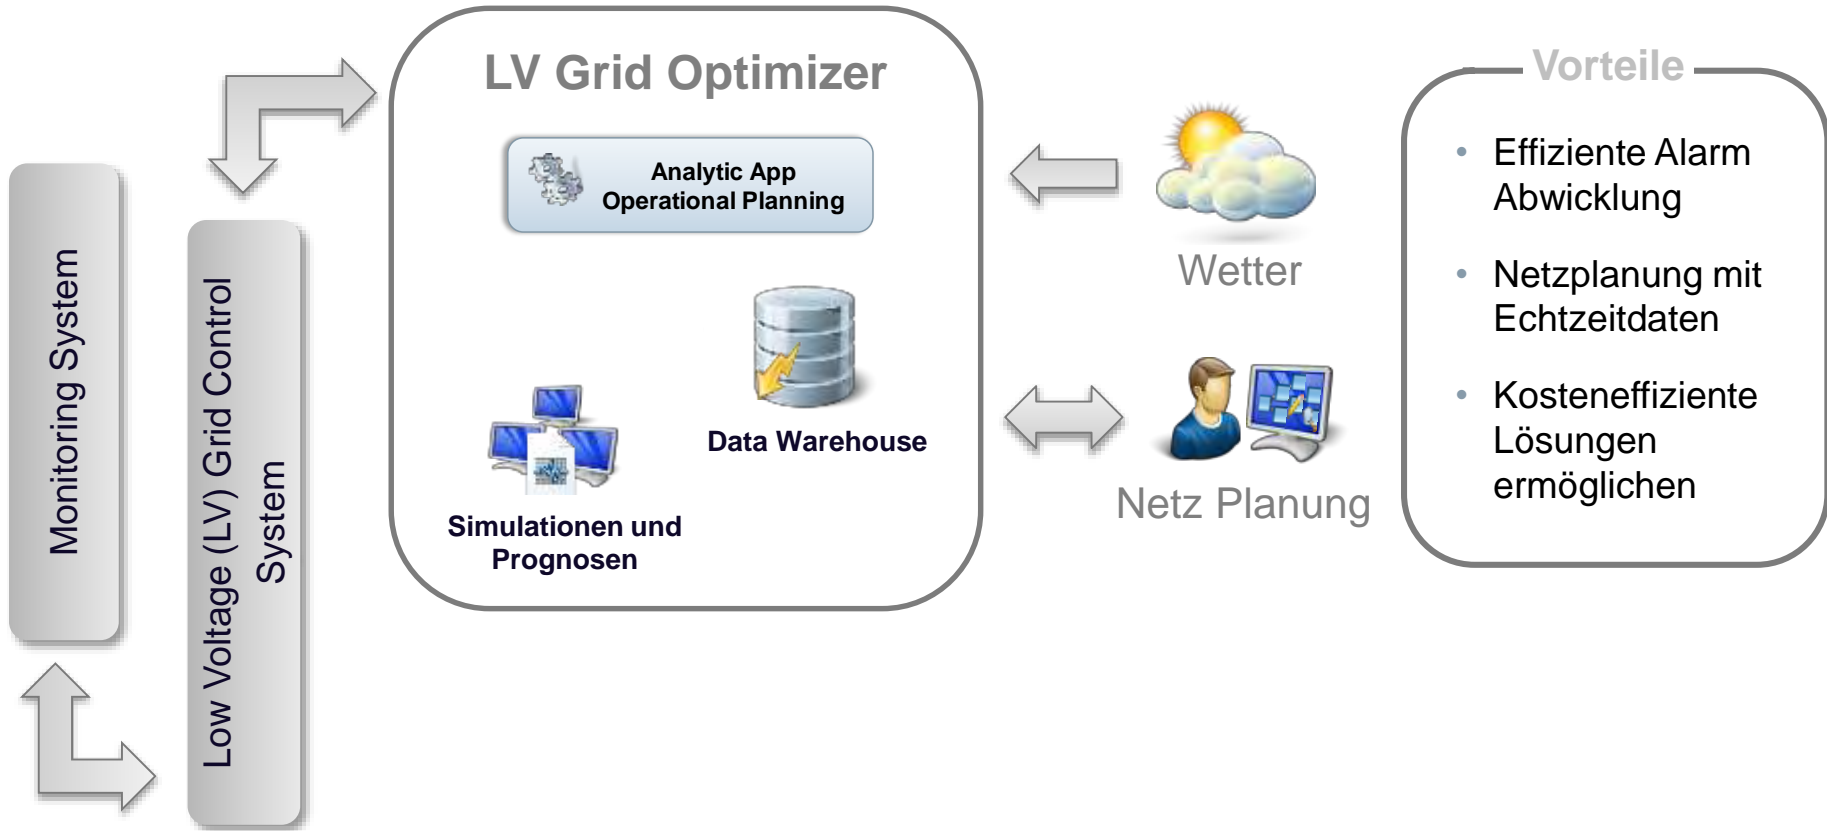 Monitoring System
Low Voltage (LV) Grid Control
System
LV Grid Optimizer
Analytic App
Operational Planning
Data Warehouse
Simulationen und
Prognosen
Wetter
Netz Planung
Vorteile
• Effiziente Alarm
Abwicklung
• Netzplanung mit
Echtzeitdaten
• Kosteneffiziente
Lösungen
ermöglichen